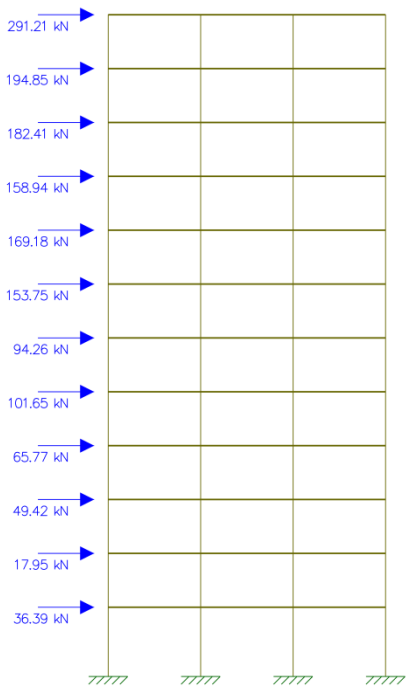 291.21 kN
194.85 kN
182.41 kN
158.94 kN
169.18 kN
153.75 kN
94.26 kN
101.65 kN
65.77 kN
49.42 kN
17.95 kN
36.39 kN